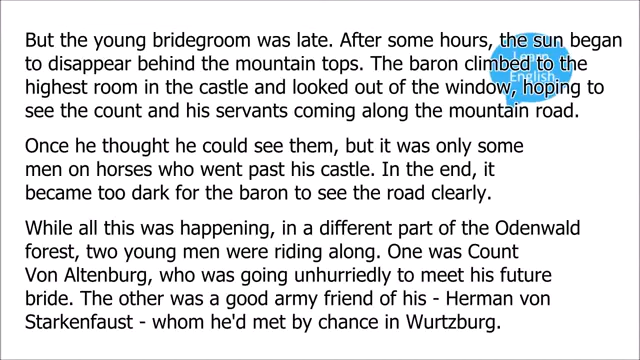 But the young bridegroom was late. After some hours, the sun began
to disappear behind the mountain tops. The baron climbed to the
highest room in the castle and looked out of the window, hoping to
see the count and his servants coming along the mountain road.
Once he thought he could see them, but it was only some
men on horses who went past his castle. In the end, it
became too dark for the baron to see the road clearly.
While all this was happening, in a different part of the Odenwald
forest, two young men were riding along. One was Count
Von Altenburg, who was going unhurriedly to meet his future
bride. The other was a good army friend of his - Herman von
Starkenfaust - whom he'd met by chance in Wurtzburg.
Learn
English